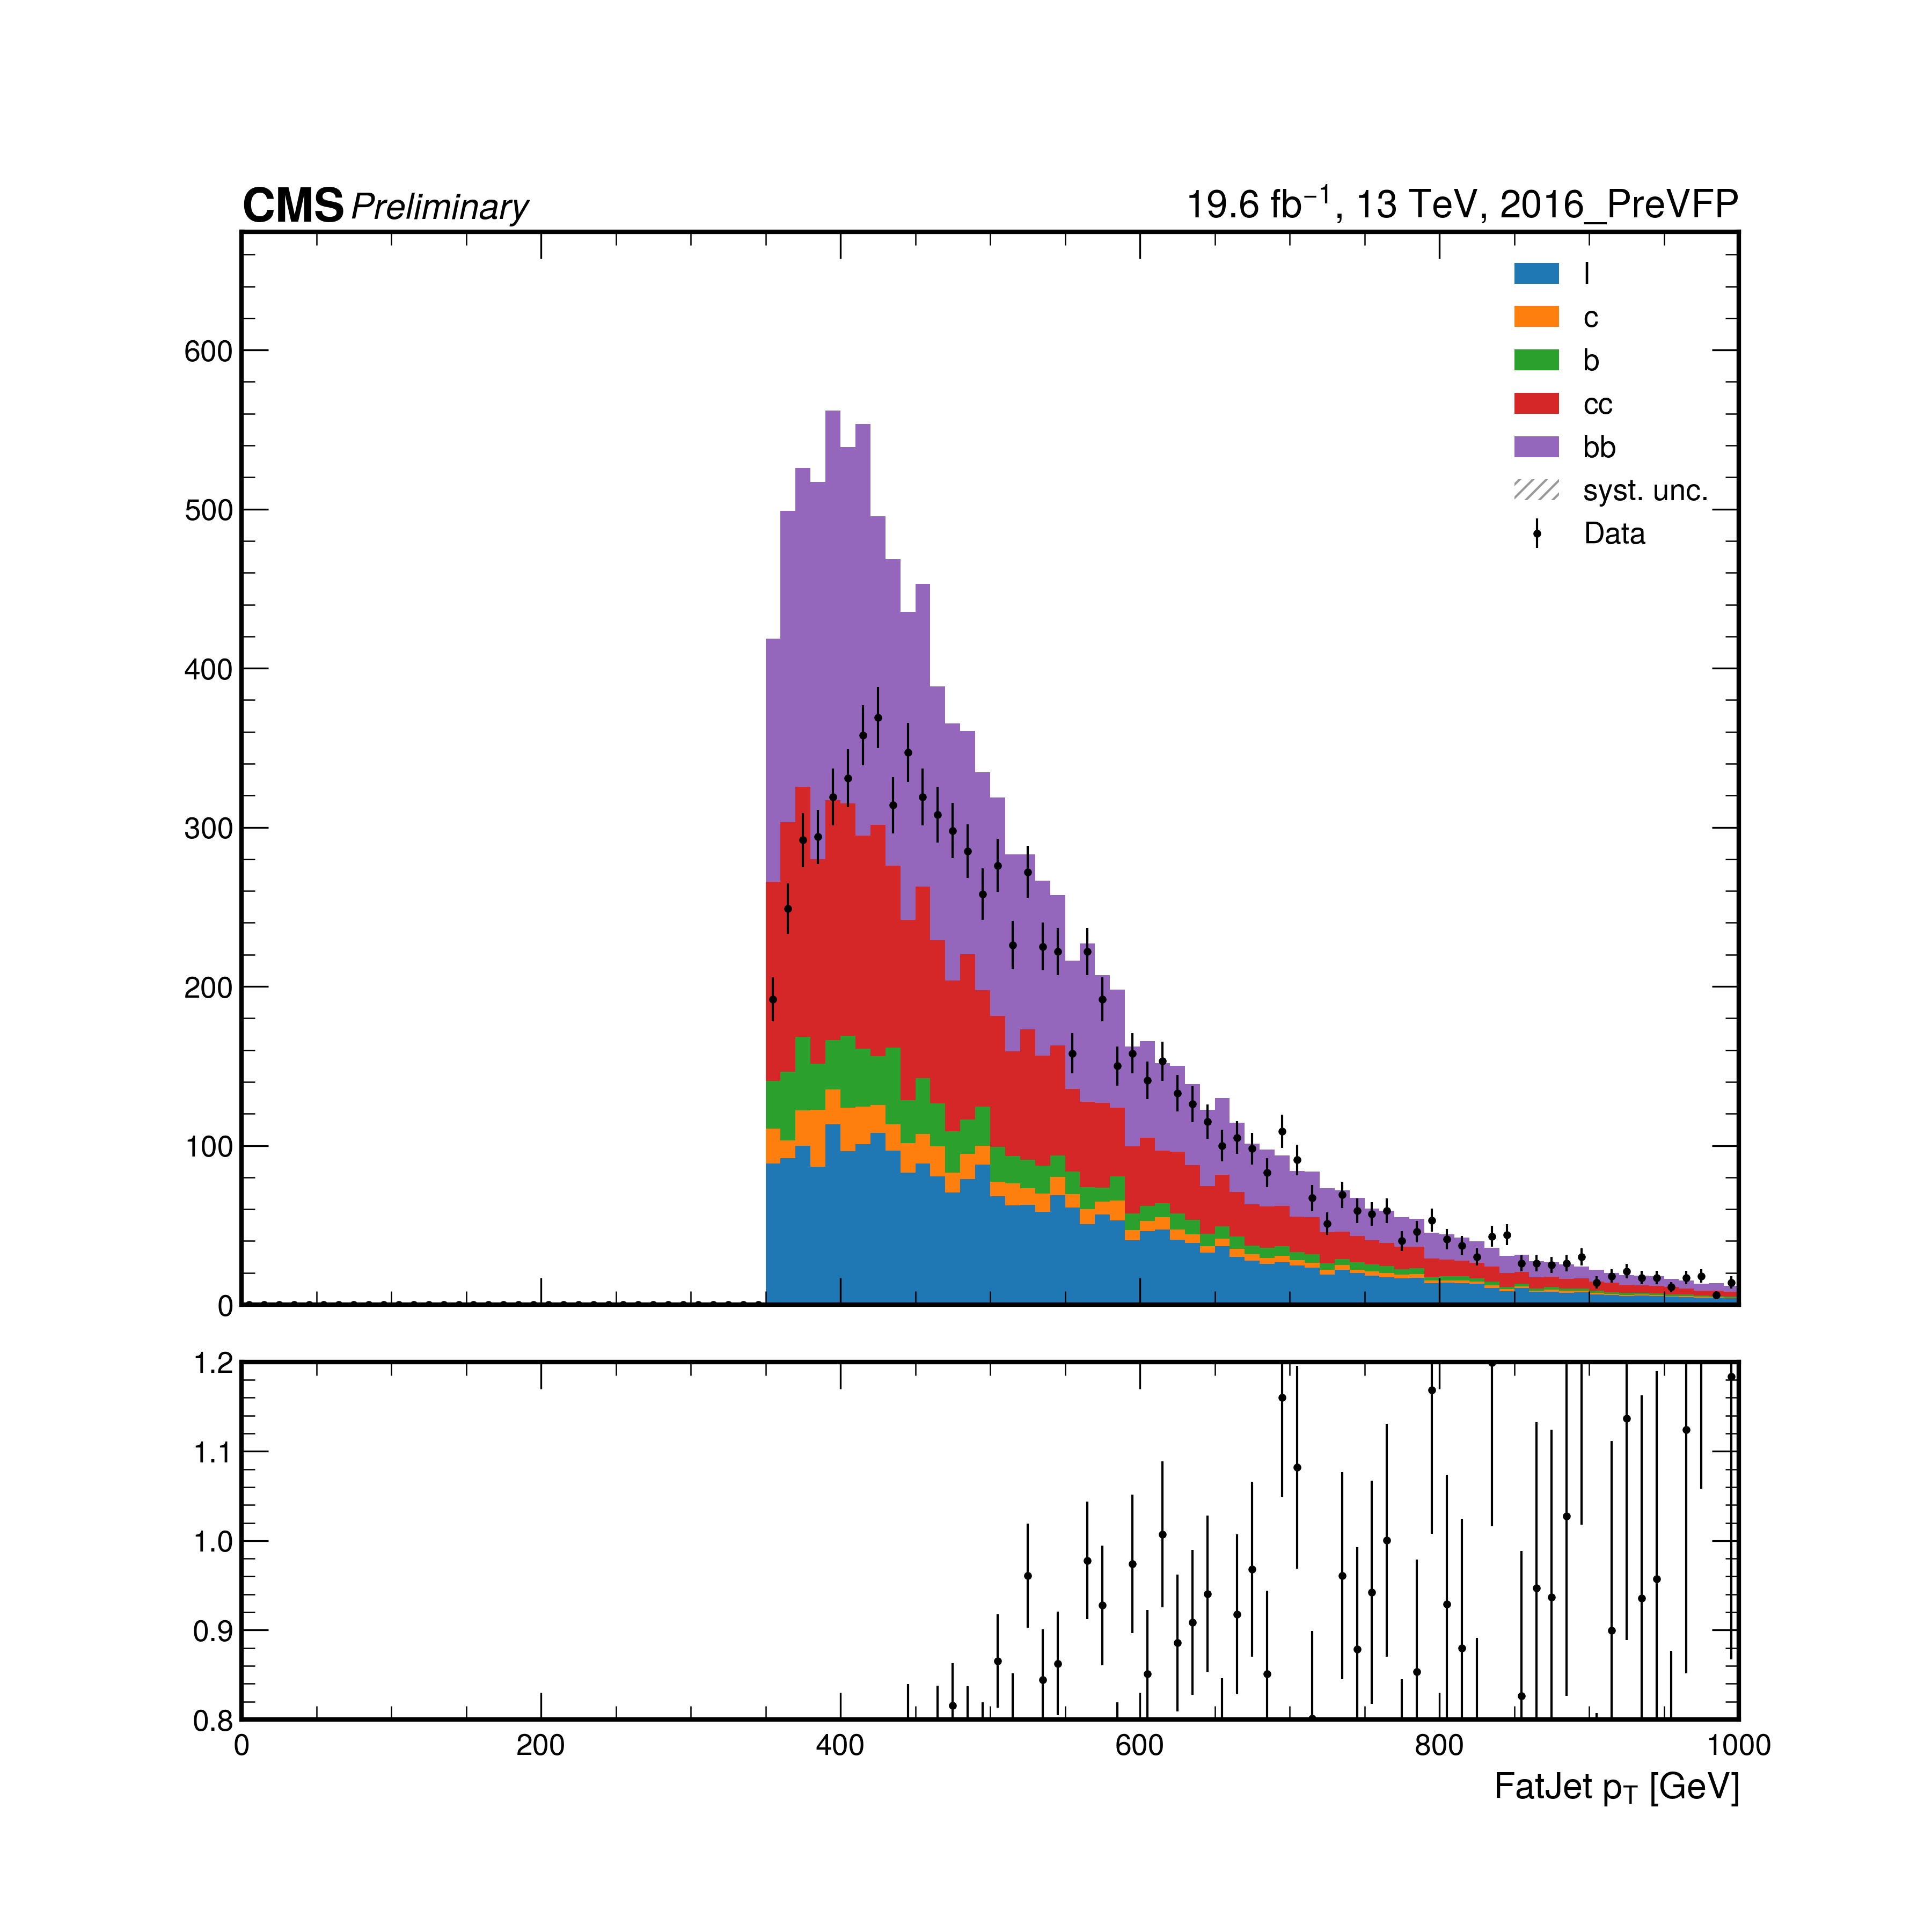 CMS Preliminary
19.6 fb⁻¹, 13 TeV, 2016_PreVFP
l
c
b
cc
bb
syst. unc.
Data
600
500
400
300
200
100
0
1.2
1.1
1.0
0.9
0.8
0 200 400 600 800 1000
FatJet p_T [GeV]